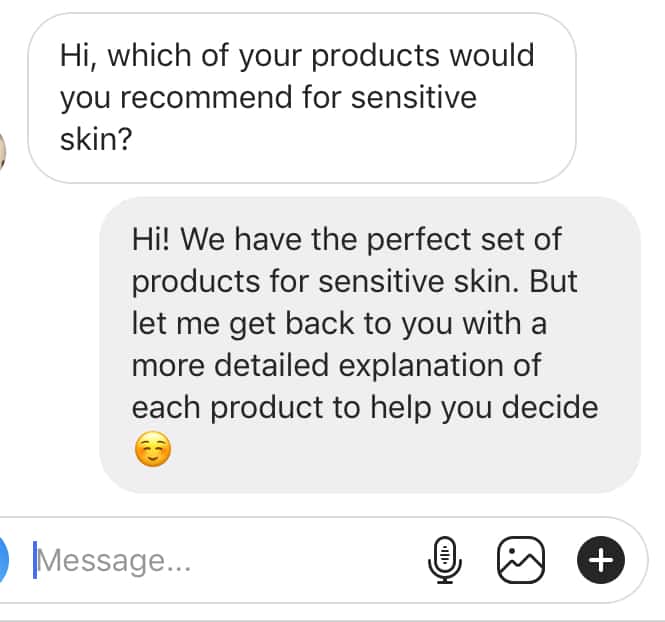 Hi, which of your products would
you recommend for sensitive
skin?
Hi! We have the perfect set of
products for sensitive skin. But
let me get back to you with a
more detailed explanation of
each product to help you decide
☺️
Message...